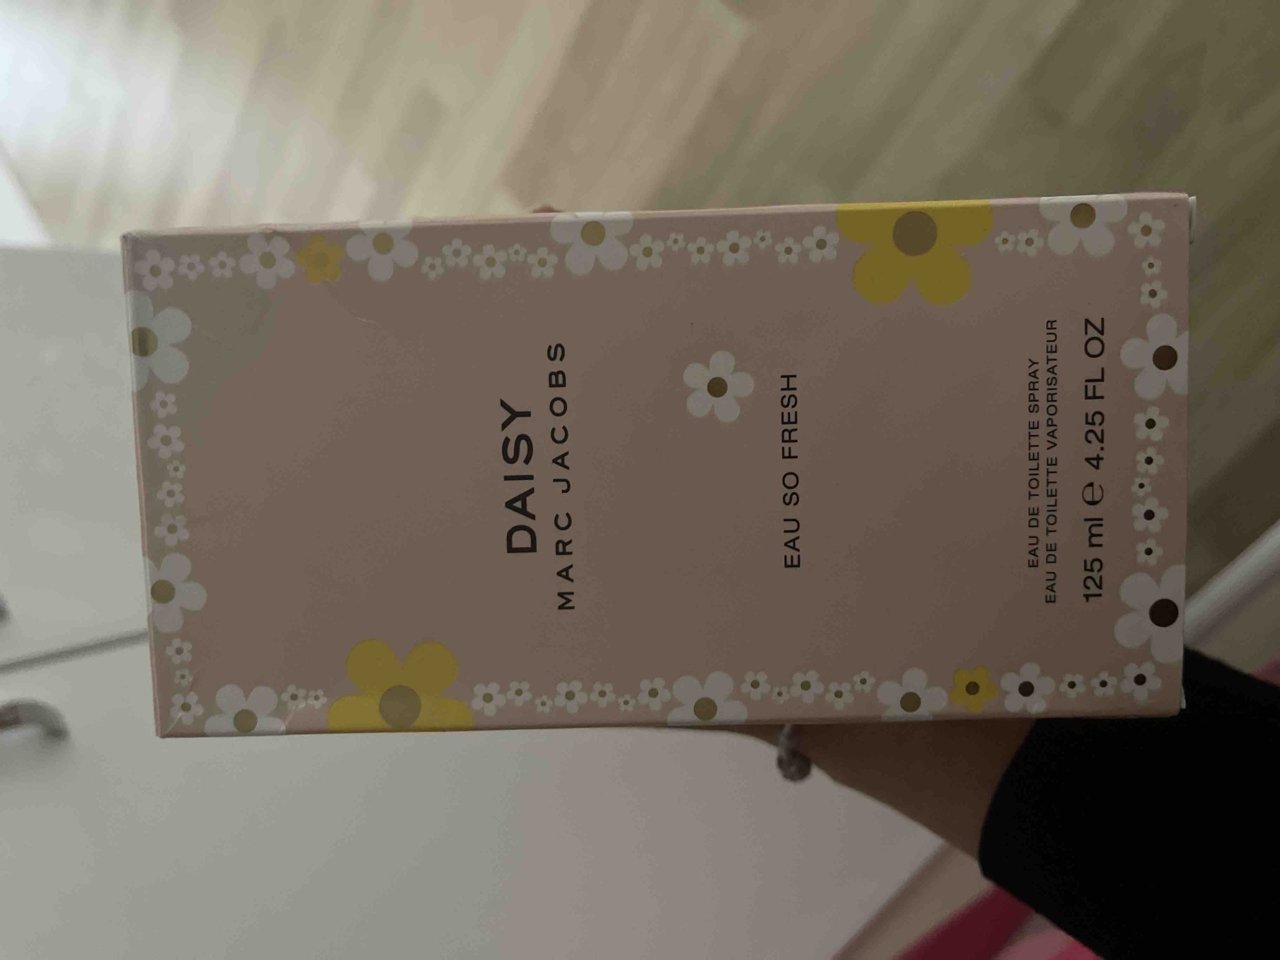 DAISY
MARC JACOBS
EAU SO FRESH
EAU DE TOILETTE SPRAY
EAU DE TOILETTE VAPORISATEUR
125 ml ℮ 4.25 FL OZ